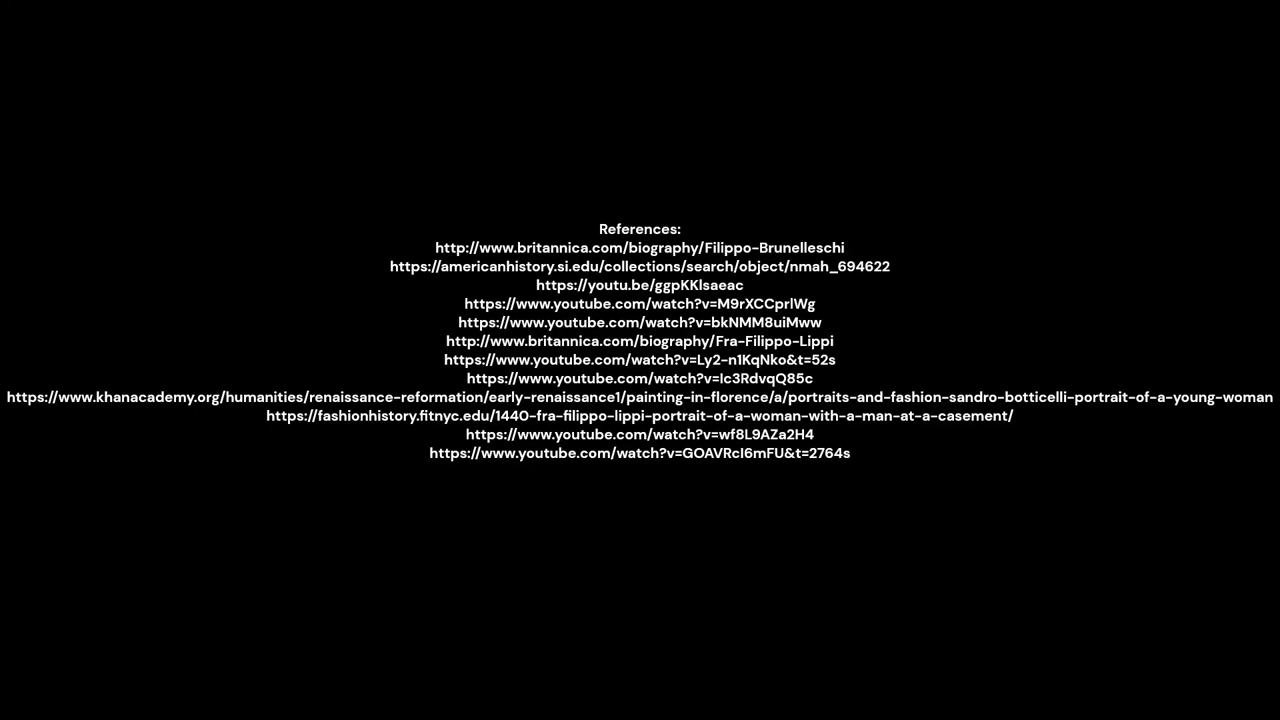 References:
http://www.britannica.com/biography/Filippo-Brunelleschi
https://americanhistory.si.edu/collections/search/object/nmah_694622
https://youtu.be/ggpKKlsaeac
https://www.youtube.com/watch?v=M9rXCCprlWg
https://www.youtube.com/watch?v=bkNMM8uiMww
http://www.britannica.com/biography/Fra-Filippo-Lippi
https://www.youtube.com/watch?v=Ly2-n1KqNko&t=52s
https://www.youtube.com/watch?v=Ic3RdvqQ85c
https://www.khanacademy.org/humanities/renaissance-reformation/early-renaissance1/painting-in-florence/a/portraits-and-fashion-sandro-botticelli-portrait-of-a-young-woman
https://fashionhistory.fitnyc.edu/1440-fra-filippo-lippi-portrait-of-a-woman-with-a-man-at-a-casement/
https://www.youtube.com/watch?v=wf8L9AZa2H4
https://www.youtube.com/watch?v=GOAVRcI6mFU&t=2764s